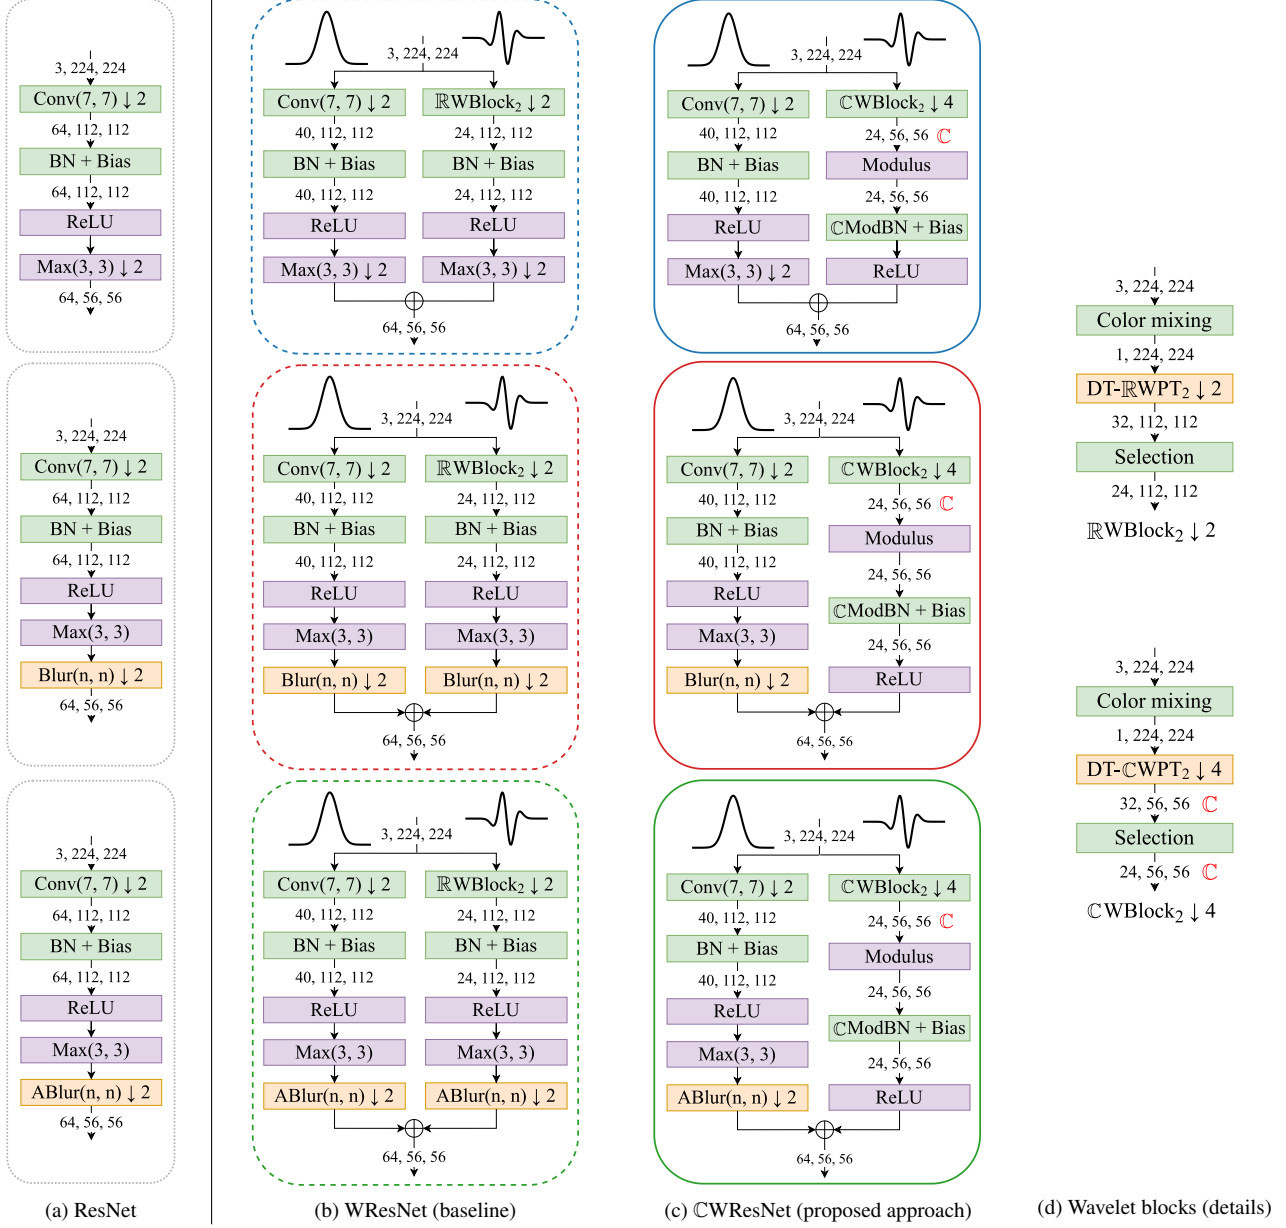 3, 224, 224
Conv(7, 7) ↓ 2
64, 112, 112
BN + Bias
64, 112, 112
ReLU
Max(3, 3) ↓ 2
64, 56, 56
3, 224, 224
Conv(7, 7) ↓ 2
64, 112, 112
BN + Bias
64, 112, 112
ReLU
Max(3, 3)
Blur(n, n) ↓ 2
64, 56, 56
3, 224, 224
Conv(7, 7) ↓ 2
64, 112, 112
BN + Bias
64, 112, 112
ReLU
Max(3, 3)
ABlur(n, n) ↓ 2
64, 56, 56
(a) ResNet
3, 224, 224
Conv(7, 7) ↓ 2
40, 112, 112
BN + Bias
40, 112, 112
ReLU
Max(3, 3) ↓ 2
ℝWBlock₂ ↓ 2
24, 112, 112
BN + Bias
24, 112, 112
ReLU
Max(3, 3) ↓ 2
64, 56, 56
3, 224, 224
Conv(7, 7) ↓ 2
40, 112, 112
BN + Bias
40, 112, 112
ReLU
Max(3, 3)
Blur(n, n) ↓ 2
ℝWBlock₂ ↓ 2
24, 112, 112
BN + Bias
24, 112, 112
ReLU
Max(3, 3)
Blur(n, n) ↓ 2
64, 56, 56
3, 224, 224
Conv(7, 7) ↓ 2
40, 112, 112
BN + Bias
40, 112, 112
ReLU
Max(3, 3)
ABlur(n, n) ↓ 2
ℝWBlock₂ ↓ 2
24, 112, 112
BN + Bias
24, 112, 112
ReLU
Max(3, 3)
ABlur(n, n) ↓ 2
64, 56, 56
(b) WResNet (baseline)
3, 224, 224
Conv(7, 7) ↓ 2
40, 112, 112
BN + Bias
40, 112, 112
ReLU
Max(3, 3) ↓ 2
ℂWBlock₂ ↓ 4
24, 56, 56 ℂ
Modulus
24, 56, 56
ℂModBN + Bias
ReLU
64, 56, 56
3, 224, 224
Conv(7, 7) ↓ 2
40, 112, 112
BN + Bias
40, 112, 112
ReLU
Max(3, 3)
Blur(n, n) ↓ 2
ℂWBlock₂ ↓ 4
24, 56, 56 ℂ
Modulus
24, 56, 56
ℂModBN + Bias
24, 56, 56
ReLU
64, 56, 56
3, 224, 224
Conv(7, 7) ↓ 2
40, 112, 112
BN + Bias
40, 112, 112
ReLU
Max(3, 3)
ABlur(n, n) ↓ 2
ℂWBlock₂ ↓ 4
24, 56, 56 ℂ
Modulus
24, 56, 56
ℂModBN + Bias
24, 56, 56
ReLU
64, 56, 56
(c) ℂWResNet (proposed approach)
3, 224, 224
Color mixing
1, 224, 224
DT-ℝWPT₂ ↓ 2
32, 112, 112
Selection
24, 112, 112
ℝWBlock₂ ↓ 2
3, 224, 224
Color mixing
1, 224, 224
DT-ℂWPT₂ ↓ 4
32, 56, 56 ℂ
Selection
24, 56, 56 ℂ
ℂWBlock₂ ↓ 4
(d) Wavelet blocks (details)